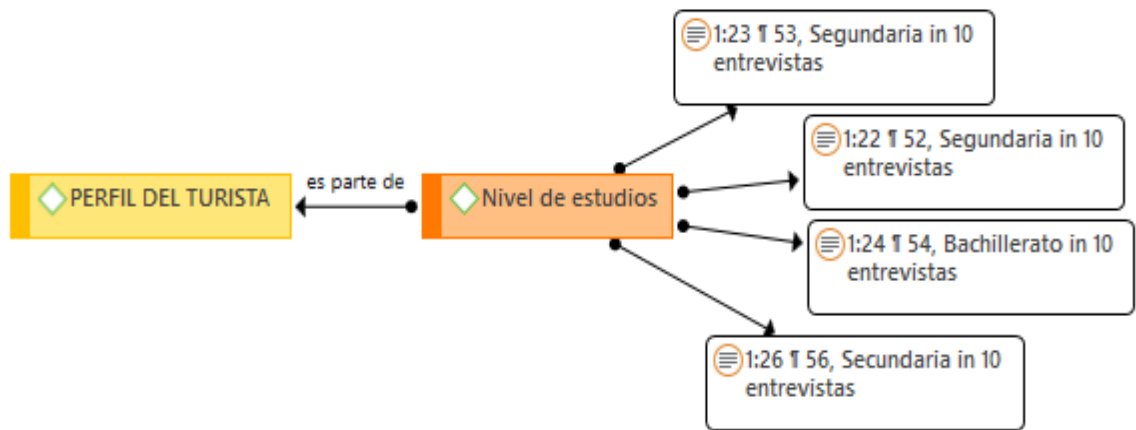 1:23 ¶ 53, Segundaria in 10
entrevistas
1:22 ¶ 52, Segundaria in 10
entrevistas
PERFIL DEL TURISTA
es parte de
Nivel de estudios
1:24 ¶ 54, Bachillerato in 10
entrevistas
1:26 ¶ 56, Secundaria in 10
entrevistas